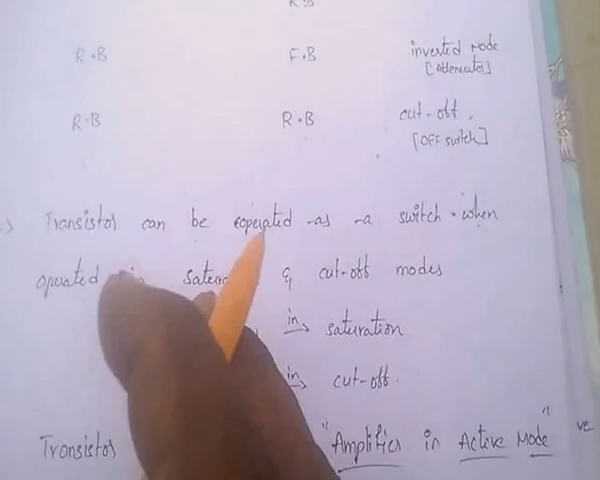 R.B
R.B F.B inverted Mode
[Attenuator]
R.B R.B cut-off.
[OFF switch]
=> Transistor can be operated as a switch. when
operated in & cut-off modes
in saturation
in cut-off.
Transistor "Amplifier in Active Mode" ve